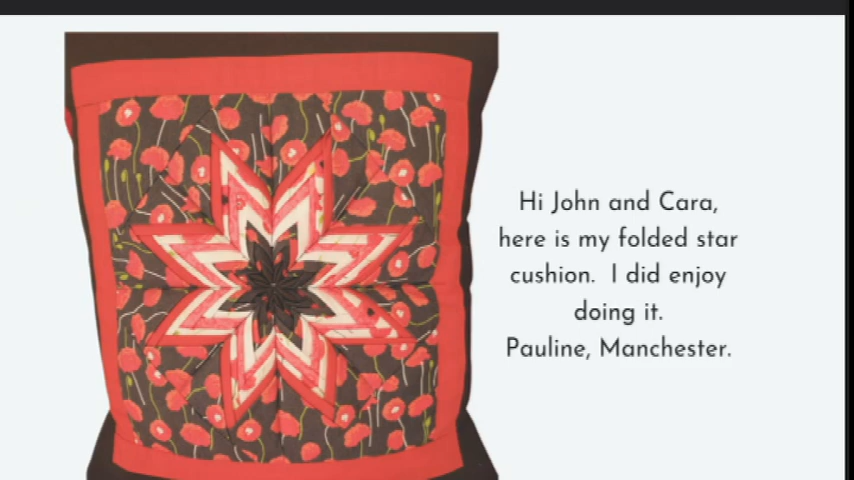 Hi John and Cara,
here is my folded star
cushion. I did enjoy
doing it.
Pauline, Manchester.